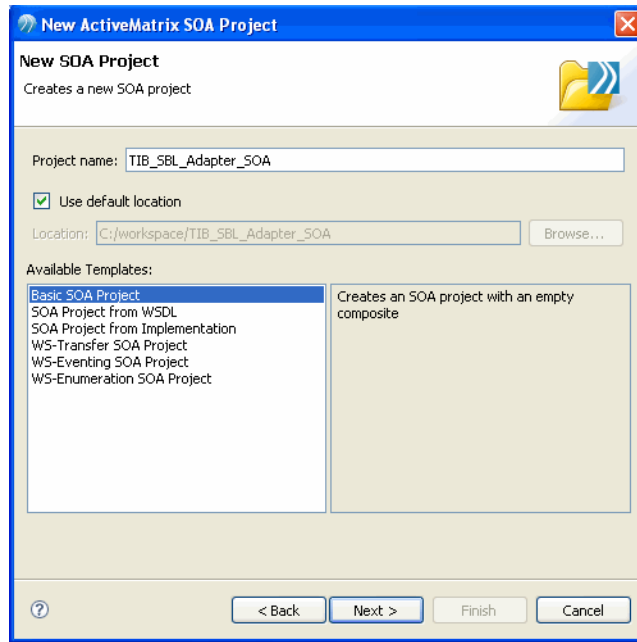 New ActiveMatrix SOA Project
New SOA Project
Creates a new SOA project
Project name: TIB_SBL_Adapter_SOA
Use default location
Location: C:/workspace/TIB_SBL_Adapter_SOA Browse...
Available Templates:
Basic SOA Project
SOA Project from WSDL
SOA Project from Implementation
WS-Transfer SOA Project
WS-Eventing SOA Project
WS-Enumeration SOA Project
Creates an SOA project with an empty
composite
? < Back Next > Finish Cancel